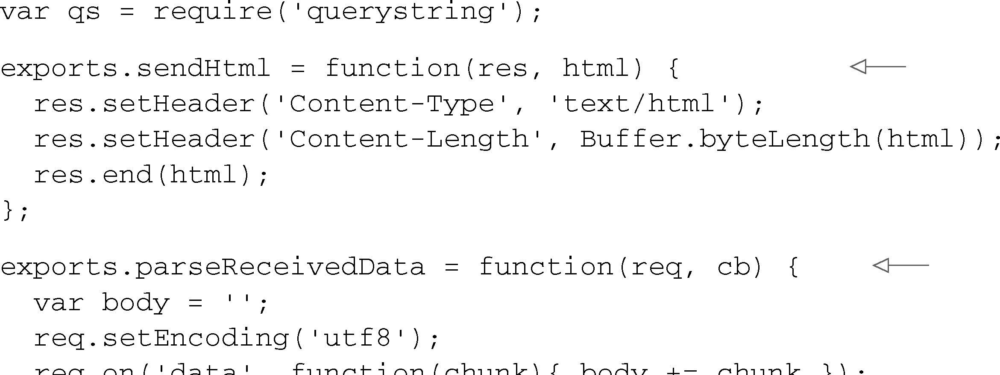 var qs = require('querystring');
exports.sendHtml = function(res, html) {
res.setHeader('Content-Type', 'text/html');
res.setHeader('Content-Length', Buffer.byteLength(html));
res.end(html);
};
exports.parseReceivedData = function(req, cb) {
var body = '';
req.setEncoding('utf8');
req.on('data', function(chunk){ body += chunk });